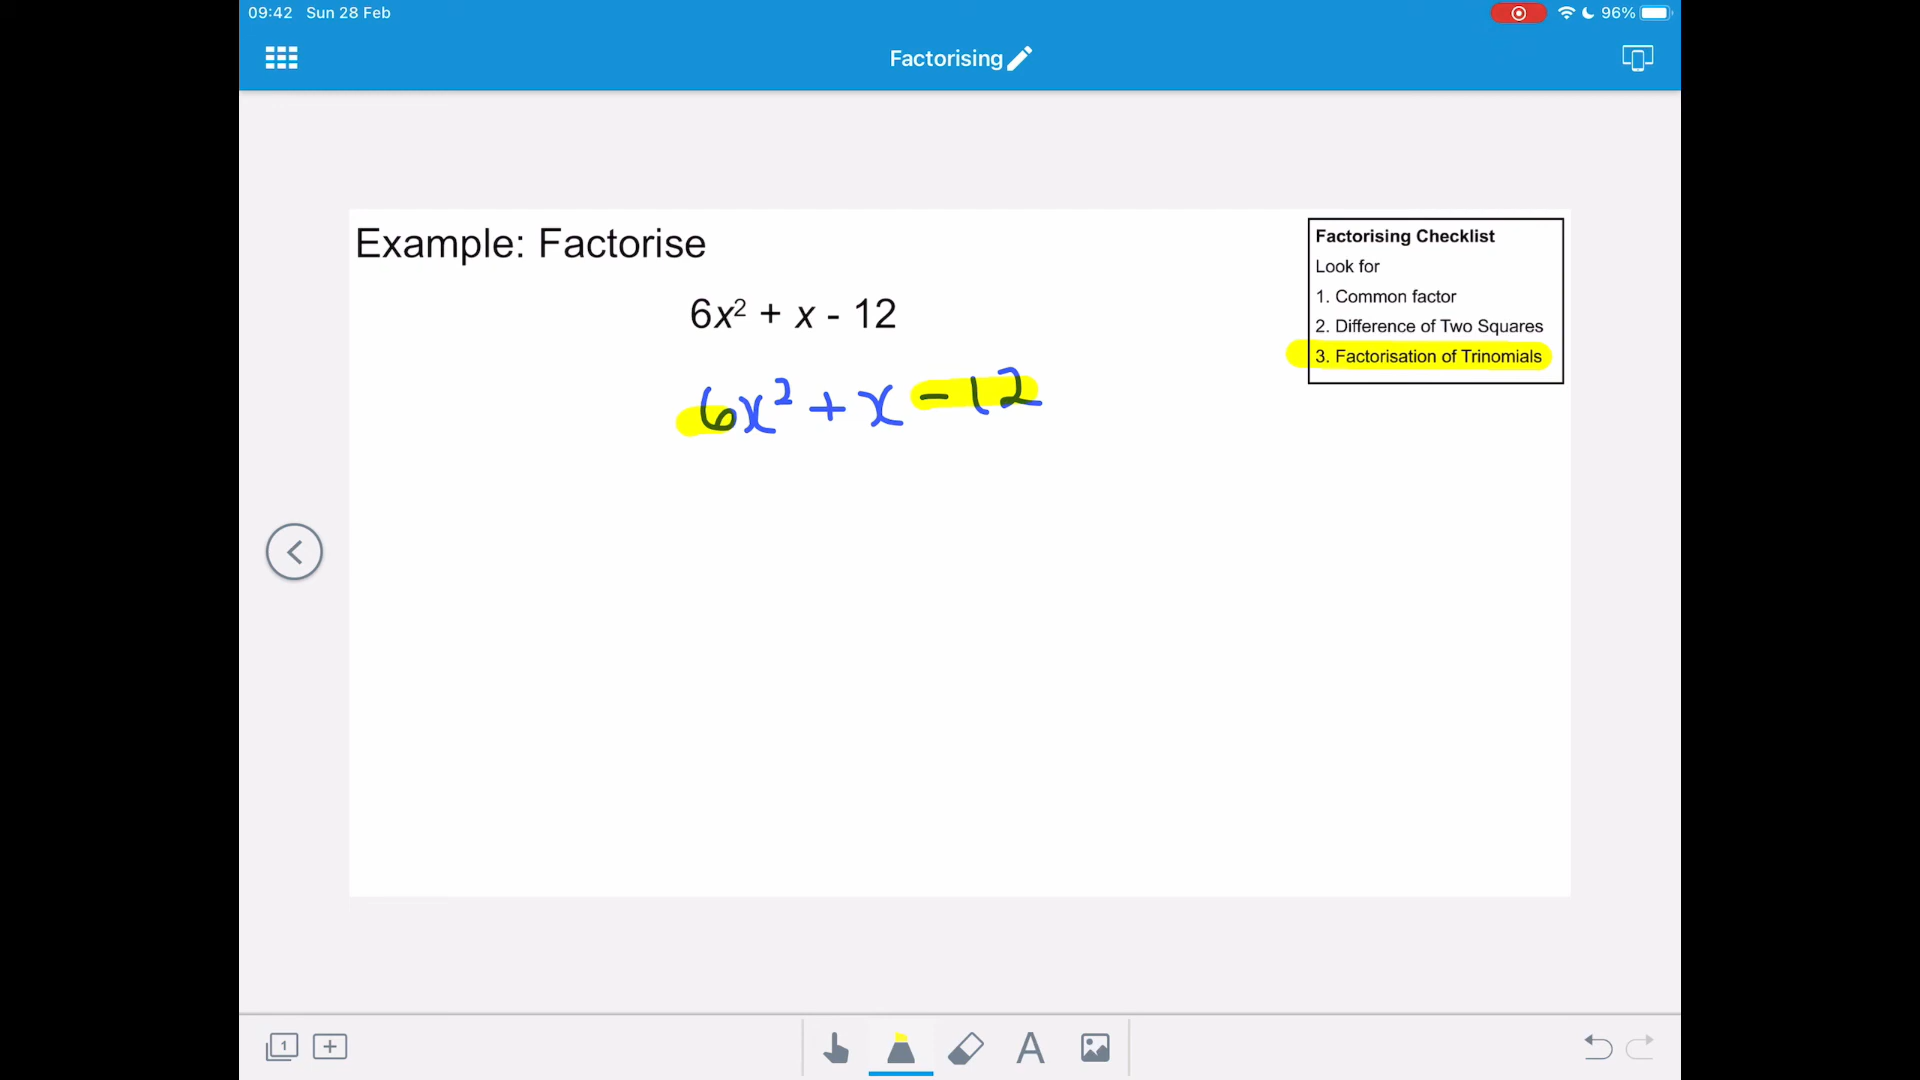 09:42 Sun 28 Feb 96%
Factorising
Example: Factorise
6x² + x - 12
6x² + x - 12
Factorising Checklist
Look for
1. Common factor
2. Difference of Two Squares
3. Factorisation of Trinomials
1
A